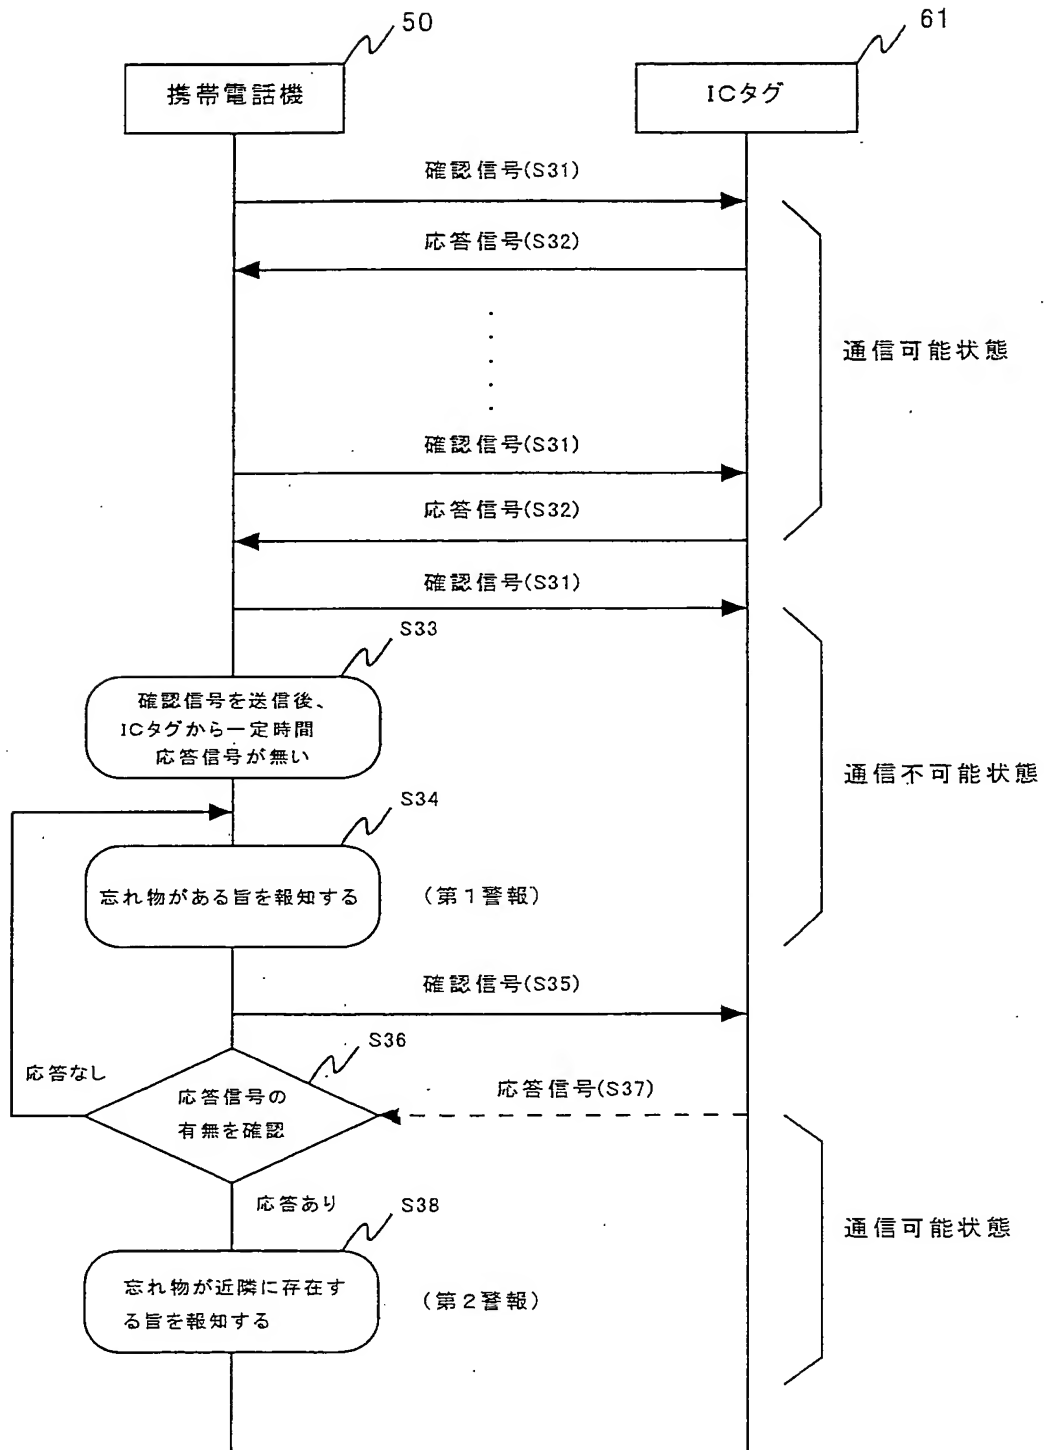 50
61
携帯電話機
ICタグ
確認信号(S31)
応答信号(S32)
通信可能状態
確認信号(S31)
応答信号(S32)
確認信号(S31)
S33
確認信号を送信後、
ICタグから一定時間
応答信号が無い
通信不可能状態
S34
忘れ物がある旨を報知する
(第1警報)
確認信号(S35)
S36
応答なし
応答信号の
有無を確認
応答信号(S37)
応答あり
S38
通信可能状態
忘れ物が近隣に存在す
る旨を報知する
(第2警報)